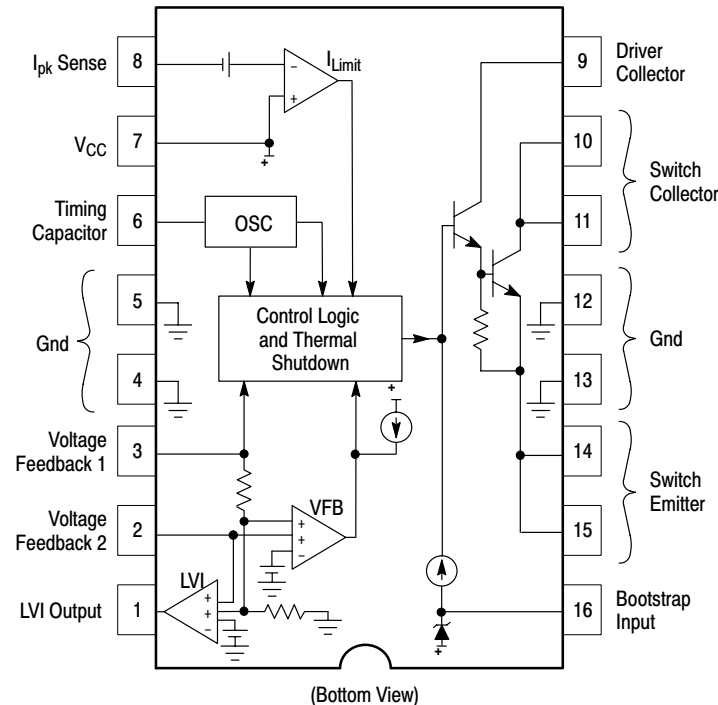 Ipk Sense
8
ILimit
9
Driver
Collector
VCC
7
10
Switch
Collector
Timing
Capacitor
6
OSC
11
Gnd
5
4
Control Logic
and Thermal
Shutdown
12
13
Gnd
Voltage
Feedback 1
3
14
Switch
Emitter
Voltage
Feedback 2
2
VFB
15
LVI
LVI Output
1
16
Bootstrap
Input
(Bottom View)